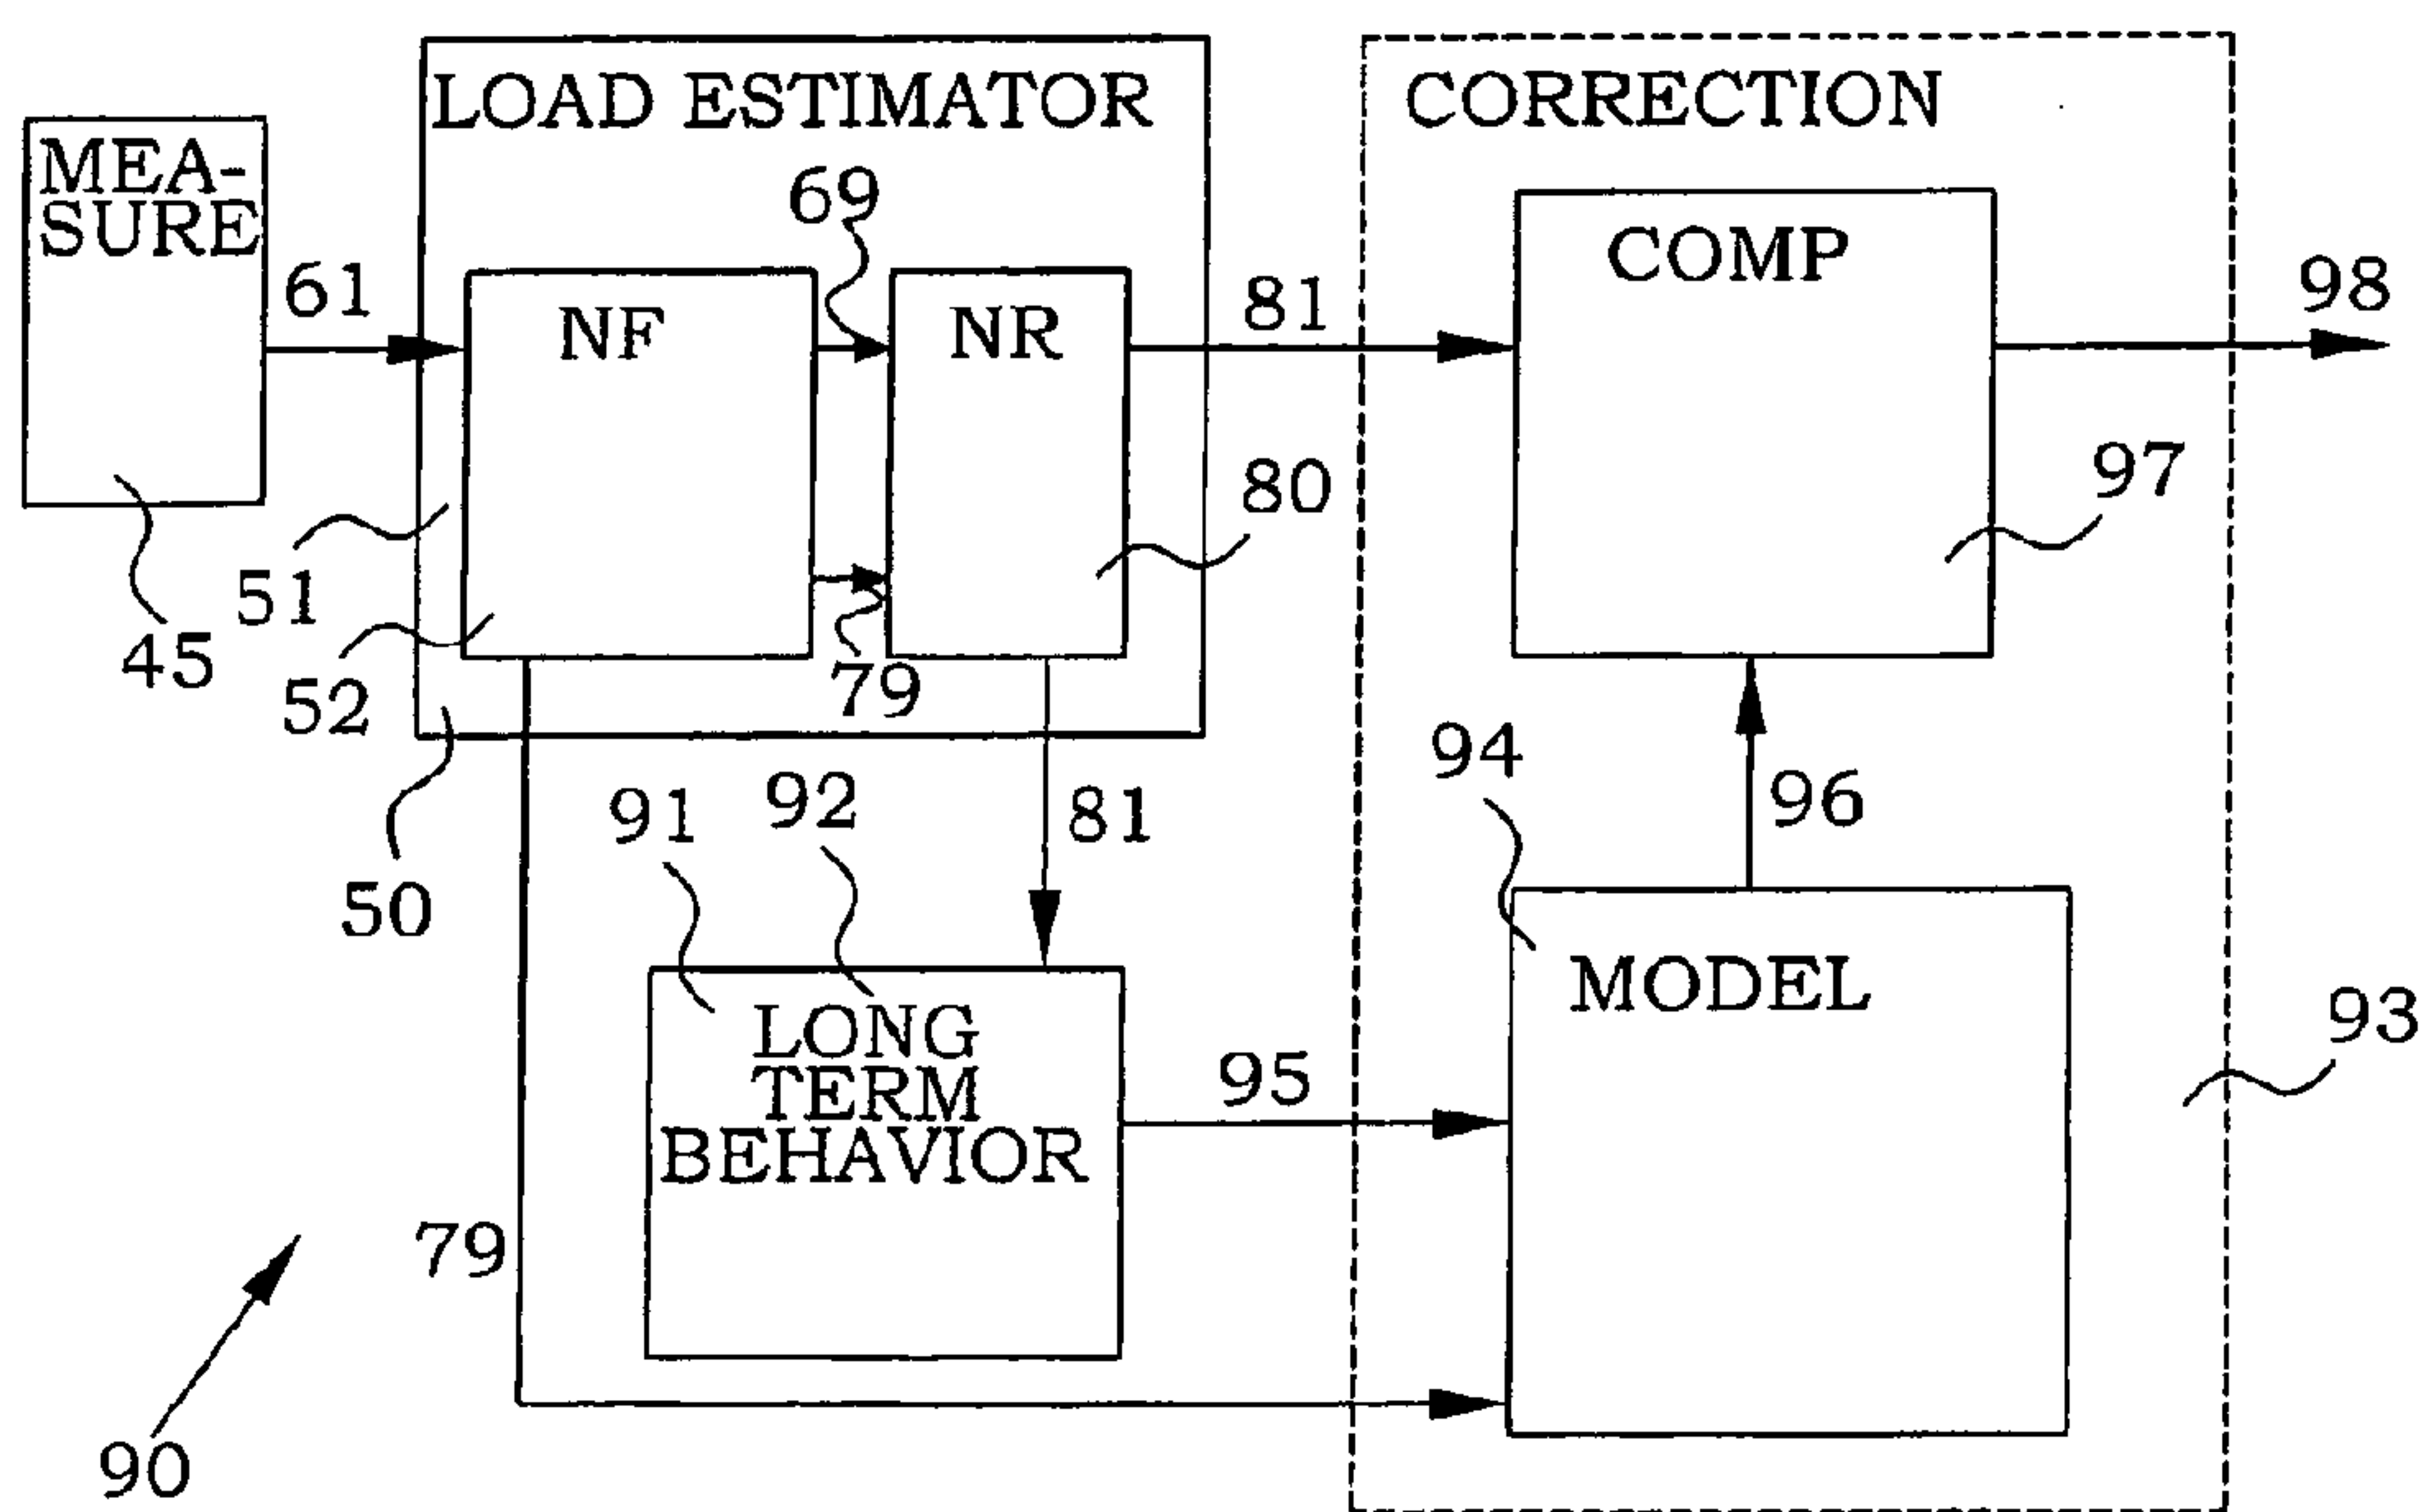 LOAD ESTIMATOR
CORRECTION
MEA-
SURE
61
69
NF
NR
81
COMP
98
80
97
51
45
52
79
50
91
92
81
94
96
LONG
TERM
BEHAVIOR
95
MODEL
93
79
90